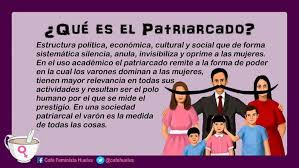 ¿QUÉ ES EL PATRIARCADO?
Estructura política, económica, cultural y social que de forma
sistemática silencia, anula, invisibiliza y oprime a las mujeres.
En el uso académico el patriarcado remite a la forma de poder
en la cual los varones dominan a las mujeres,
tienen mayor relevancia en todas sus
actividades y resultan ser el polo
humano por el que se mide el
prestigio. En una sociedad
patriarcal el varón es la medida
de todas las cosas.
Café Feminista Huelva
@cafehuelva